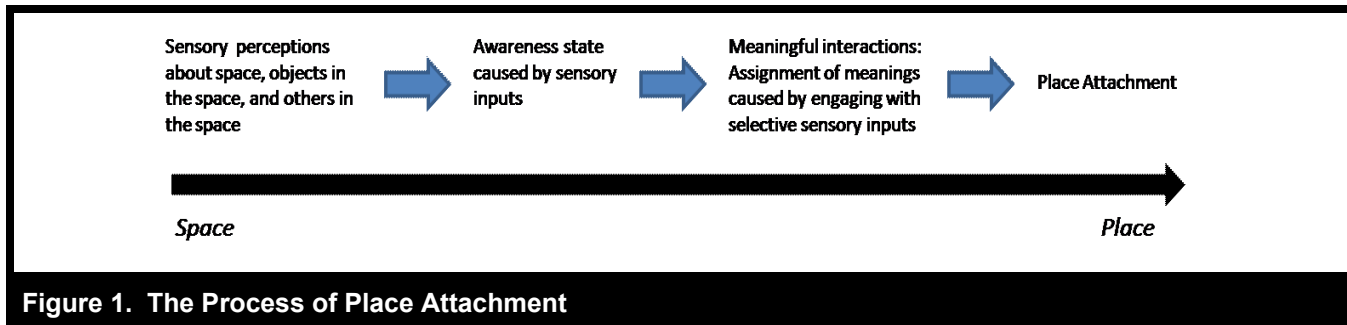 Sensory perceptions
about space, objects in
the space, and others in
the space
Awareness state
caused by sensory
inputs
Meaningful interactions:
Assignment of meanings
caused by engaging with
selective sensory inputs
Place Attachment
Space
Place
Figure 1. The Process of Place Attachment